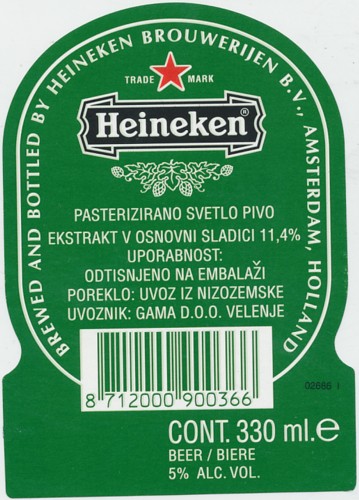 BREWED AND BOTTLED BY HEINEKEN BROUWERIJEN B.V., AMSTERDAM, HOLLAND
TRADE MARK
Heineken®
PASTERIZIRANO SVETLO PIVO
EKSTRAKT V OSNOVNI SLADICI 11,4%
UPORABNOST:
ODTISNJENO NA EMBALAŽI
POREKLO: UVOZ IZ NIZOZEMSKE
UVOZNIK: GAMA D.O.O. VELENJE
8 712000 900366
02666 I
CONT. 330 ml.e
BEER / BIERE
5% ALC. VOL.